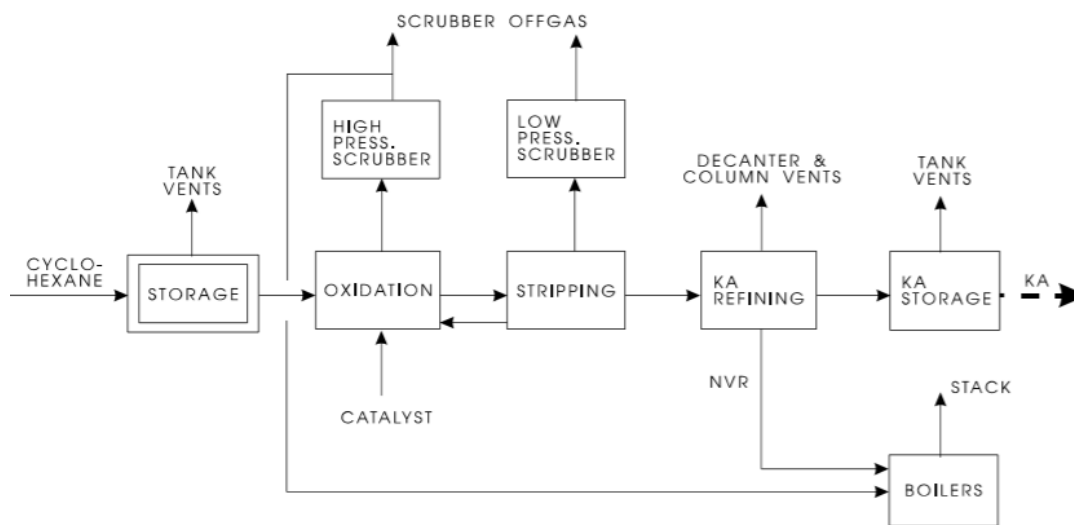 SCRUBBER OFFGAS
HIGH
PRESS.
SCRUBBER
LOW
PRESS.
SCRUBBER
TANK
VENTS
DECANTER &
COLUMN VENTS
TANK
VENTS
CYCLO-
HEXANE
STORAGE
OXIDATION
STRIPPING
KA
REFINING
KA
STORAGE
KA
CATALYST
NVR
STACK
BOILERS